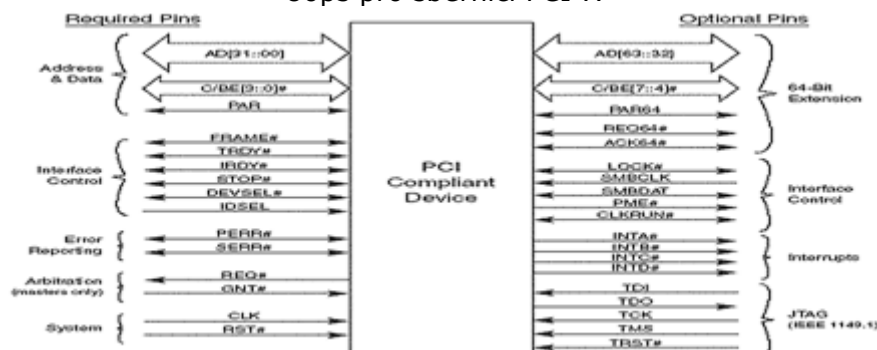 Required Pins
Optional Pins
Address
& Data
AD[31::00]
C/BE[3::0]#
PAR
Interface
Control
FRAME#
TRDY#
IRDY#
STOP#
DEVSEL#
IDSEL
Error
Reporting
PERR#
SERR#
Arbitration
(masters only)
REQ#
GNT#
System
CLK
RST#
PCI
Compliant
Device
AD[63::32]
C/BE[7::4]#
PAR64
REQ64#
ACK64#
64-Bit
Extension
LOCK#
SMBCLK
SMBDAT
PME#
CLKRUN#
Interface
Control
INTA#
INTB#
INTC#
INTD#
Interrupts
TDI
TDO
TCK
TMS
TRST#
JTAG
(IEEE 1149.1)